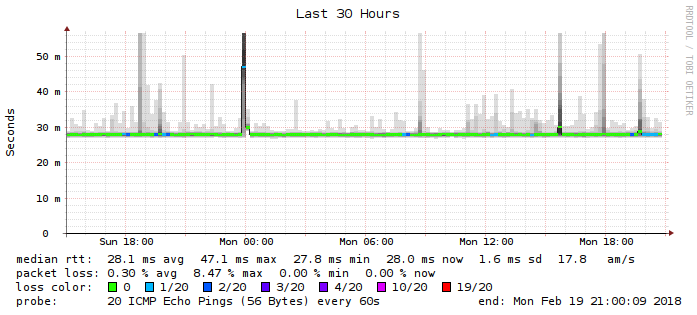 Last 30 Hours
RRDTOOL / TOBI OETIKER
Seconds
50 m
40 m
30 m
20 m
10 m
0
Sun 18:00 Mon 00:00 Mon 06:00 Mon 12:00 Mon 18:00
median rtt: 28.1 ms avg 47.1 ms max 27.8 ms min 28.0 ms now 1.6 ms sd 17.8 am/s
packet loss: 0.30 % avg 8.47 % max 0.00 % min 0.00 % now
loss color: 0 1/20 2/20 3/20 4/20 10/20 19/20
probe: 20 ICMP Echo Pings (56 Bytes) every 60s end: Mon Feb 19 21:00:09 2018